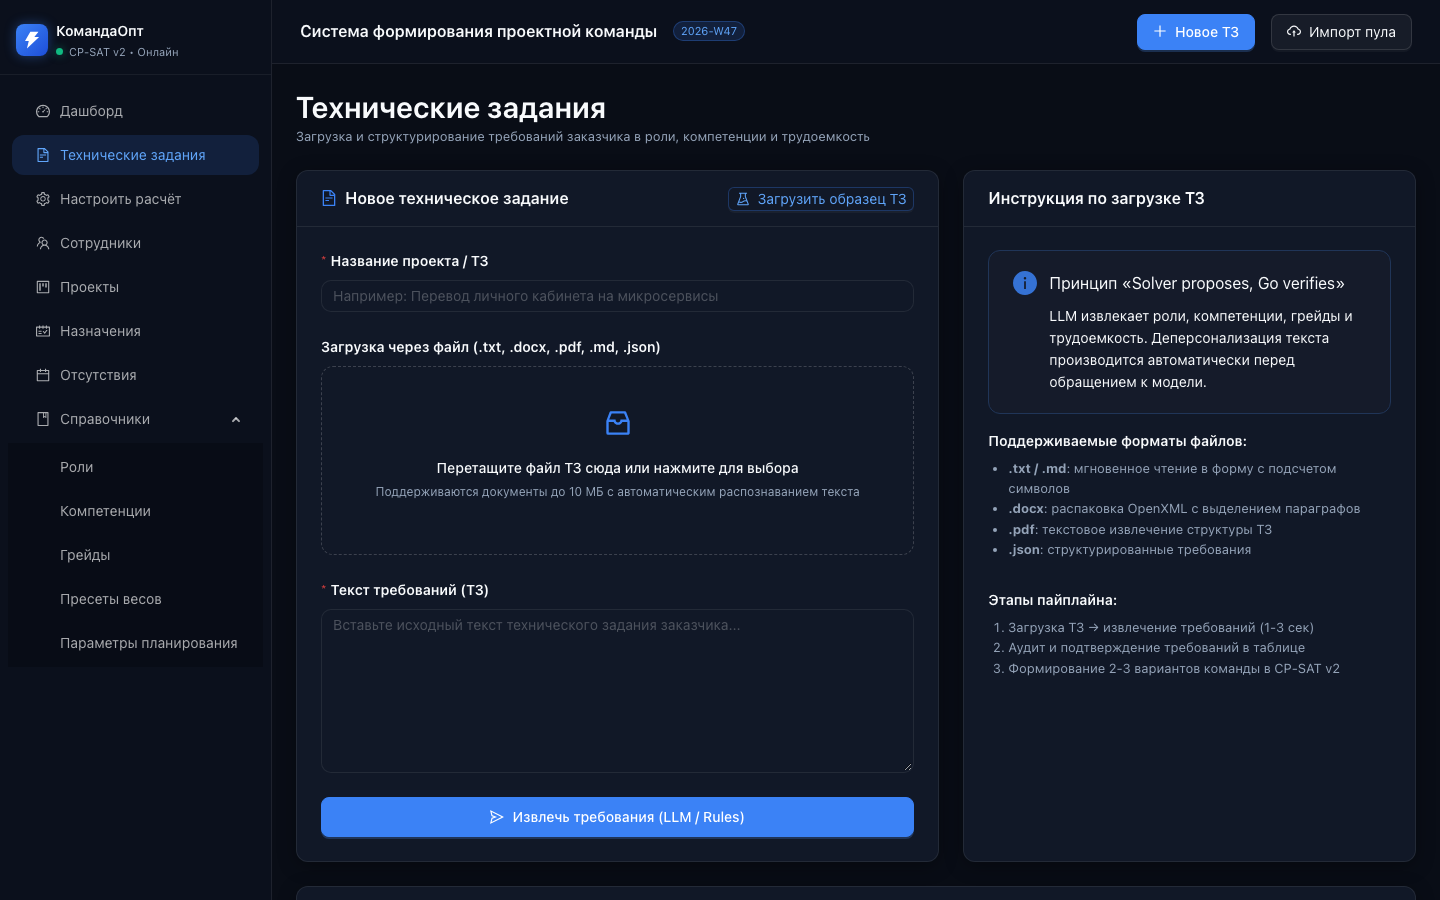 КомандаОпт
CP-SAT v2 • Онлайн
Дашборд
Технические задания
Настроить расчёт
Сотрудники
Проекты
Назначения
Отсутствия
Справочники
Роли
Компетенции
Грейды
Пресеты весов
Параметры планирования
Система формирования проектной команды
2026-W47
Новое ТЗ
Импорт пула
Технические задания
Загрузка и структурирование требований заказчика в роли, компетенции и трудоемкость
Новое техническое задание
Загрузить образец ТЗ
* Название проекта / ТЗ
Например: Перевод личного кабинета на микросервисы
Загрузка через файл (.txt, .docx, .pdf, .md, .json)
Перетащите файл ТЗ сюда или нажмите для выбора
Поддерживаются документы до 10 МБ с автоматическим распознаванием текста
* Текст требований (ТЗ)
Вставьте исходный текст технического задания заказчика...
Извлечь требования (LLM / Rules)
Инструкция по загрузке ТЗ
Принцип «Solver proposes, Go verifies»
LLM извлекает роли, компетенции, грейды и
трудоемкость. Деперсонализация текста
производится автоматически перед
обращением к модели.
Поддерживаемые форматы файлов:
• .txt / .md: мгновенное чтение в форму с подсчетом
символов
• .docx: распаковка OpenXML с выделением параграфов
• .pdf: текстовое извлечение структуры ТЗ
• .json: структурированные требования
Этапы пайплайна:
1. Загрузка ТЗ → извлечение требований (1-3 сек)
2. Аудит и подтверждение требований в таблице
3. Формирование 2-3 вариантов команды в CP-SAT v2